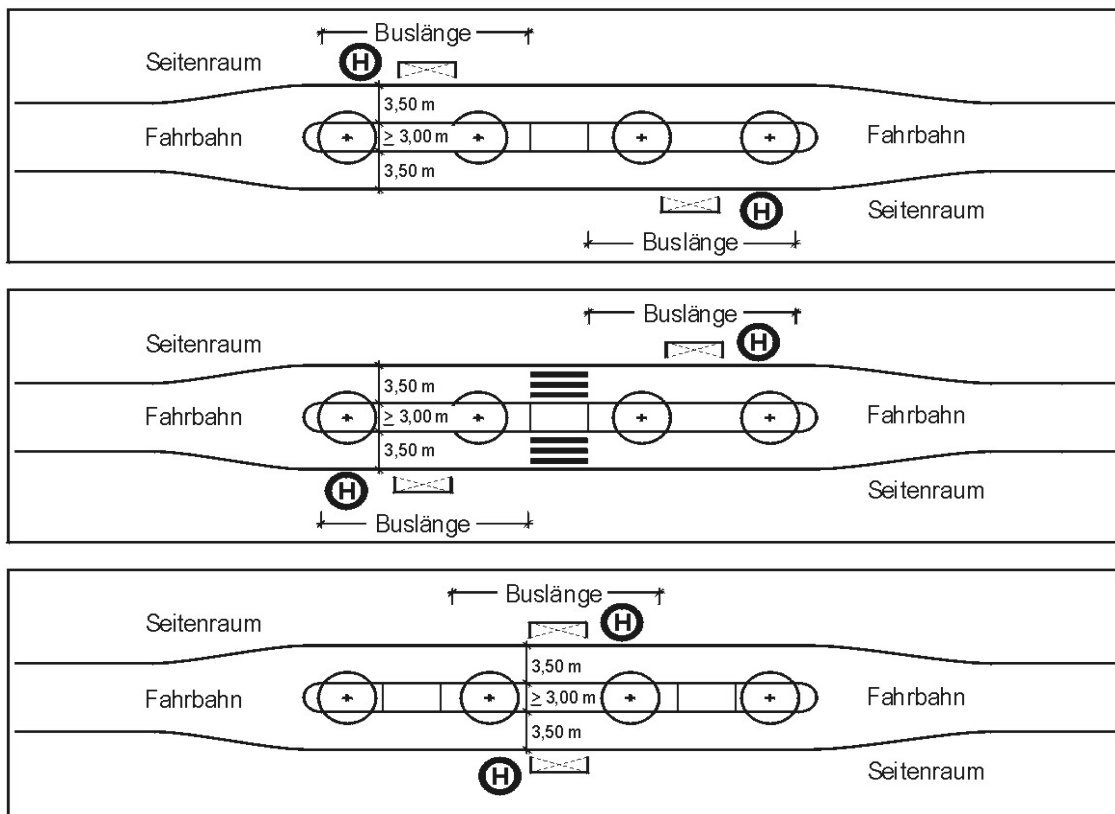 Buslänge
H
Seitenraum
3,50 m
Fahrbahn
≥ 3,00 m
Fahrbahn
3,50 m
H
Seitenraum
Buslänge
Buslänge
H
Seitenraum
3,50 m
Fahrbahn
≥ 3,00 m
Fahrbahn
3,50 m
H
Seitenraum
Buslänge
Buslänge
H
Seitenraum
3,50 m
Fahrbahn
≥ 3,00 m
Fahrbahn
3,50 m
H
Seitenraum